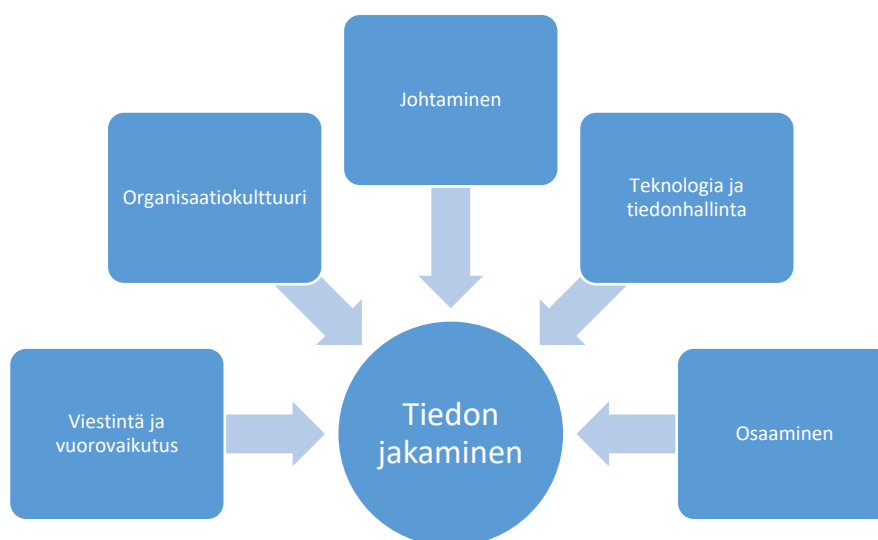 Johtaminen
Organisaatiokulttuuri
Teknologia ja
tiedonhallinta
Viestintä ja
vuorovaikutus
Tiedon
jakaminen
Osaaminen